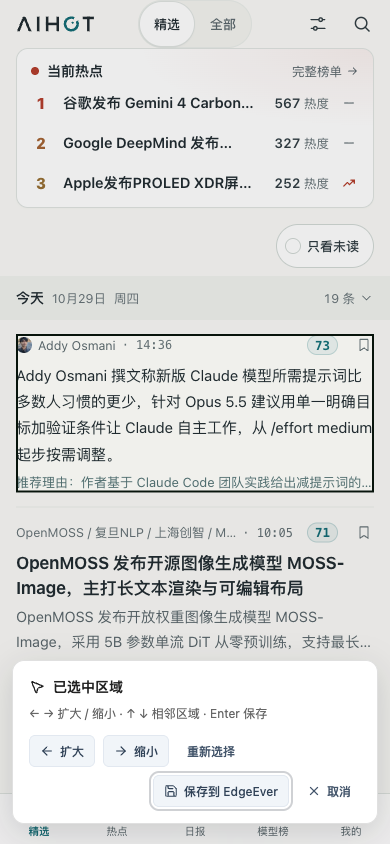 AIHOT 精选 全部
当前热点 完整榜单 →
1 谷歌发布 Gemini 4 Carbon... 567 热度 —
2 Google DeepMind 发布... 327 热度 —
3 Apple发布PROLED XDR屏... 252 热度
只看未读
今天 10月29日 周四 19 条
Addy Osmani · 14:36 73
Addy Osmani 撰文称新版 Claude 模型所需提示词比
多数人习惯的更少，针对 Opus 5.5 建议用单一明确目
标加验证条件让 Claude 自主工作，从 /effort medium
起步按需调整。
推荐理由：作者基于 Claude Code 团队实践给出减提示词的...
OpenMOSS / 复旦NLP / 上海创智 / M... · 10:05 71
OpenMOSS 发布开源图像生成模型 MOSS-
Image，主打长文本渲染与可编辑布局
OpenMOSS 发布开放权重图像生成模型 MOSS-
Image，采用 5B 参数单流 DiT 从零预训练，支持最长...
已选中区域
← → 扩大 / 缩小 · ↑ ↓ 相邻区域 · Enter 保存
← 扩大 → 缩小 重新选择
保存到 EdgeEver × 取消
精选 热点 日报 模型榜 我的